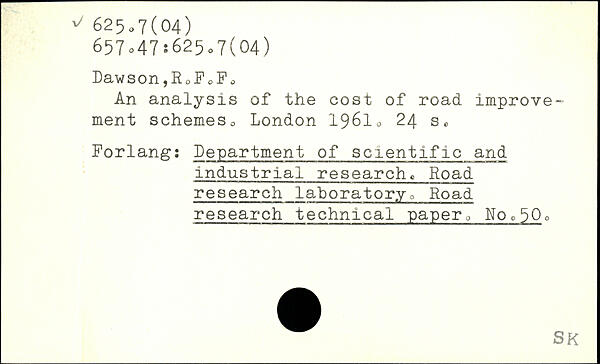 ✓ 625.7(04)
657.47:625.7(04)
Dawson,R.F.F.
An analysis of the cost of road improve-
ment schemes. London 1961. 24 s.
Forlang: Department of scientific and
industrial research. Road
research laboratory. Road
research technical paper. No.50.
SK